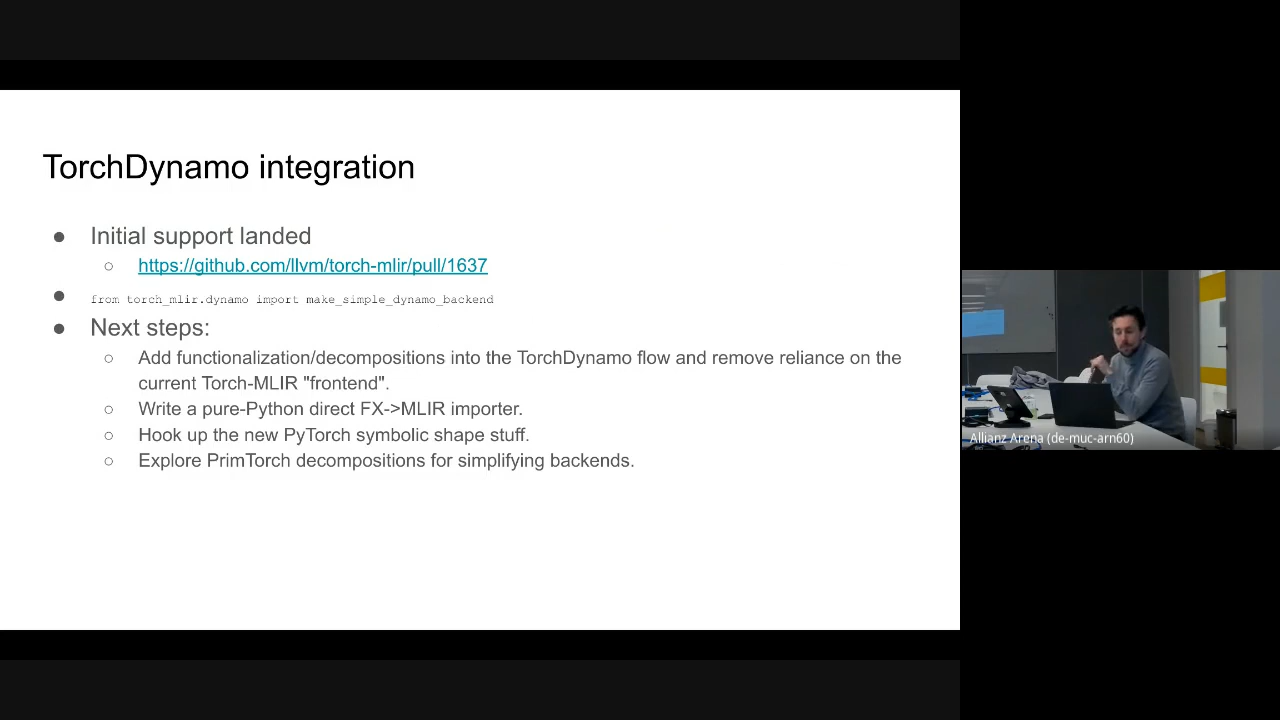 TorchDynamo integration
● Initial support landed
○ https://github.com/llvm/torch-mlir/pull/1637
● from torch_mlir.dynamo import make_simple_dynamo_backend
● Next steps:
○ Add functionalization/decompositions into the TorchDynamo flow and remove reliance on the
current Torch-MLIR "frontend".
○ Write a pure-Python direct FX->MLIR importer.
○ Hook up the new PyTorch symbolic shape stuff.
○ Explore PrimTorch decompositions for simplifying backends.
Allianz Arena (de-muc-arn60)